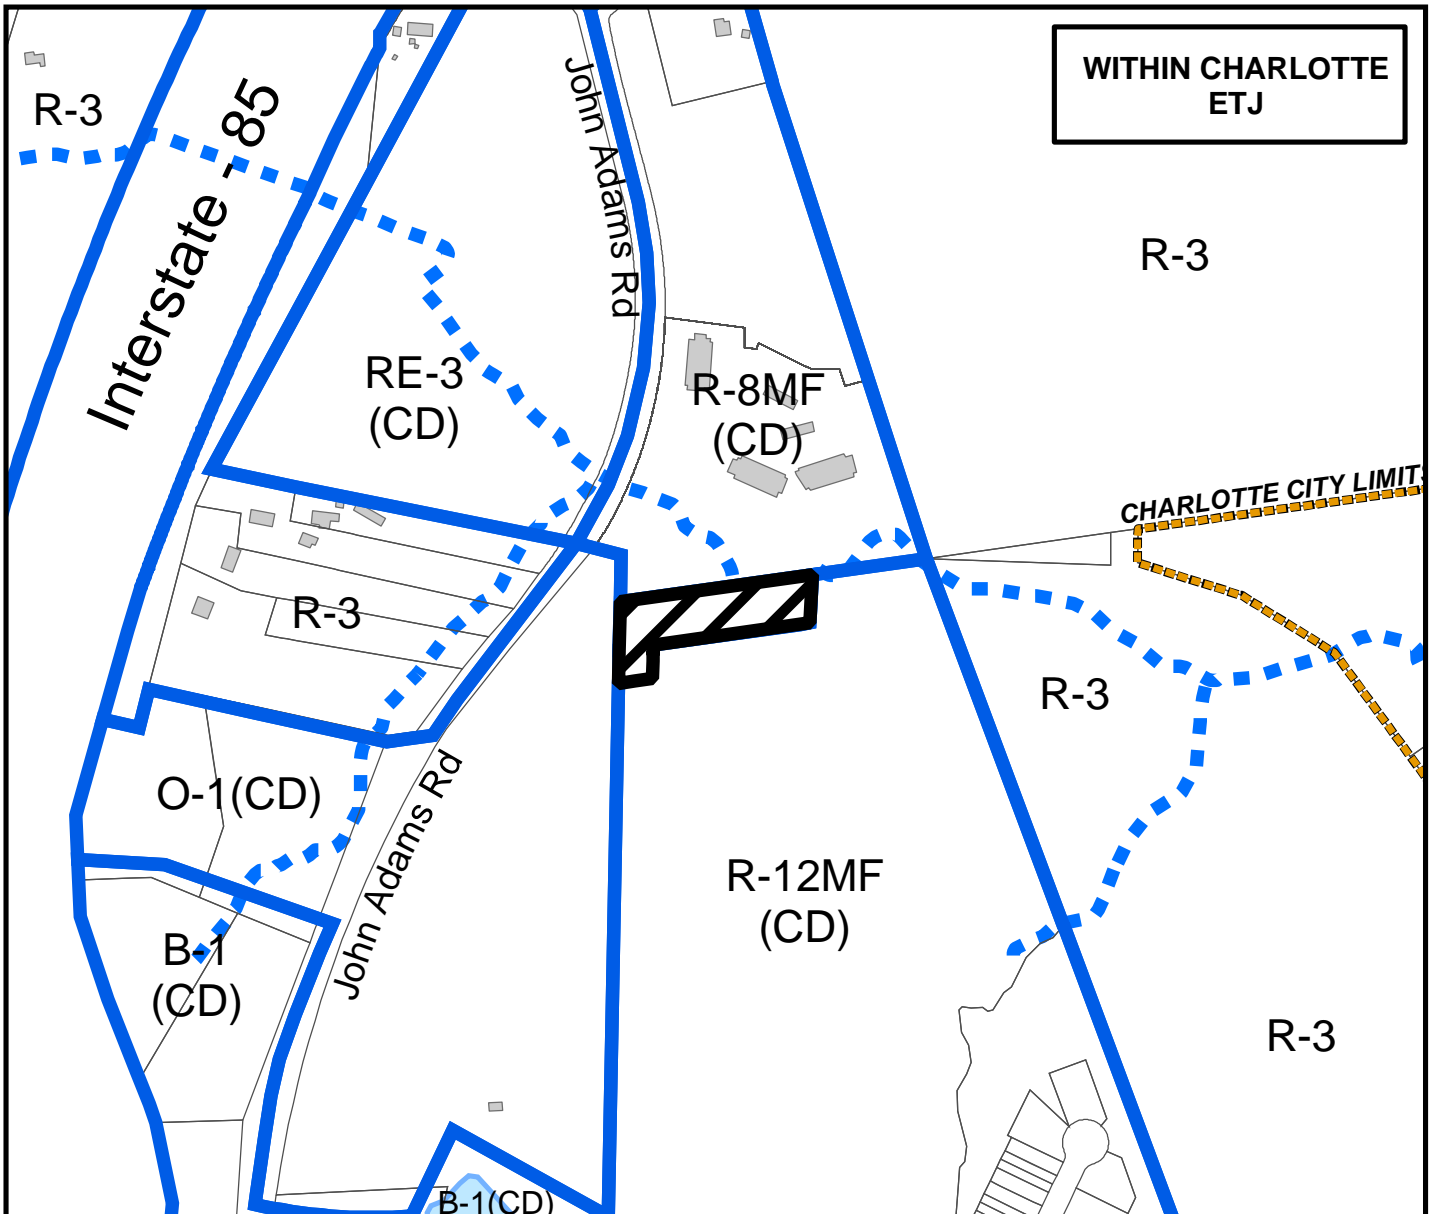 WITHIN CHARLOTTE
ETJ
R-3
Interstate - 85
John Adams Rd
R-3
RE-3
(CD)
R-8MF
(CD)
CHARLOTTE CITY LIMITS
R-3
R-3
O-1(CD)
John Adams Rd
R-12MF
(CD)
B-1
(CD)
R-3
B-1(CD)